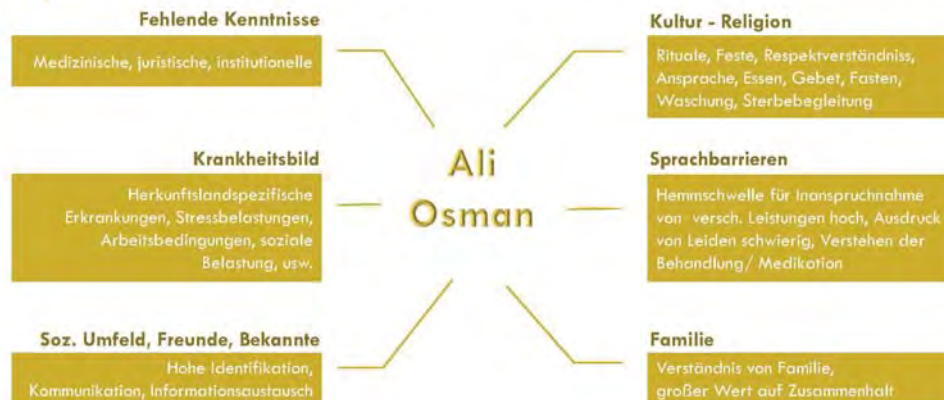 Fehlende Kenntnisse
Medizinische, juristische, institutionelle
Krankheitsbild
Herkunftslandspezifische
Erkrankungen, Stressbelastungen,
Arbeitsbedingungen, soziale
Belastung, usw.
Soz. Umfeld, Freunde, Bekannte
Hohe Identifikation,
Kommunikation, Informationsaustausch
Ali
Osman
Kultur - Religion
Rituale, Feste, Respektverständniss,
Ansprache, Essen, Gebet, Fasten,
Waschung, Sterbebegleitung
Sprachbarrieren
Hemmschwelle für Inanspruchnahme
von versch. Leistungen hoch, Ausdruck
von Leiden schwierig, Verstehen der
Behandlung/ Medikation
Familie
Verständnis von Familie,
großer Wert auf Zusammenhalt